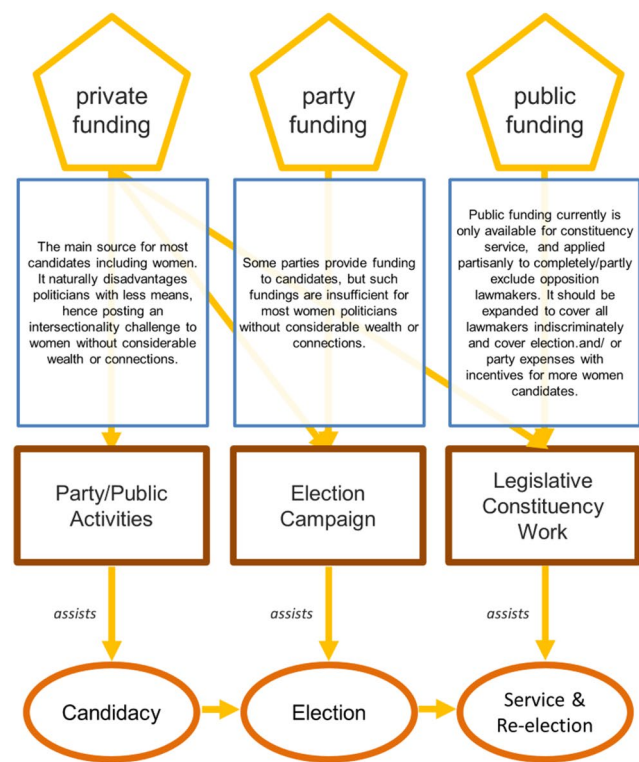 private
funding
party
funding
public
funding
The main source for most
candidates including women.
It naturally disadvantages
politicians with less means,
hence posting an
intersectionality challenge to
women without considerable
wealth or connections.
Some parties provide funding
to candidates, but such
fundings are insufficient for
most women politicians
without considerable wealth or
connections.
Public funding currently is
only available for constituency
service, and applied
partisanly to completely/partly
exclude opposition
lawmakers. It should be
expanded to cover all
lawmakers indiscriminately
and cover election.and/ or
party expenses with
incentives for more women
candidates.
Party/Public
Activities
Election
Campaign
Legislative
Constituency
Work
assists
assists
assists
Candidacy
Election
Service &
Re-election